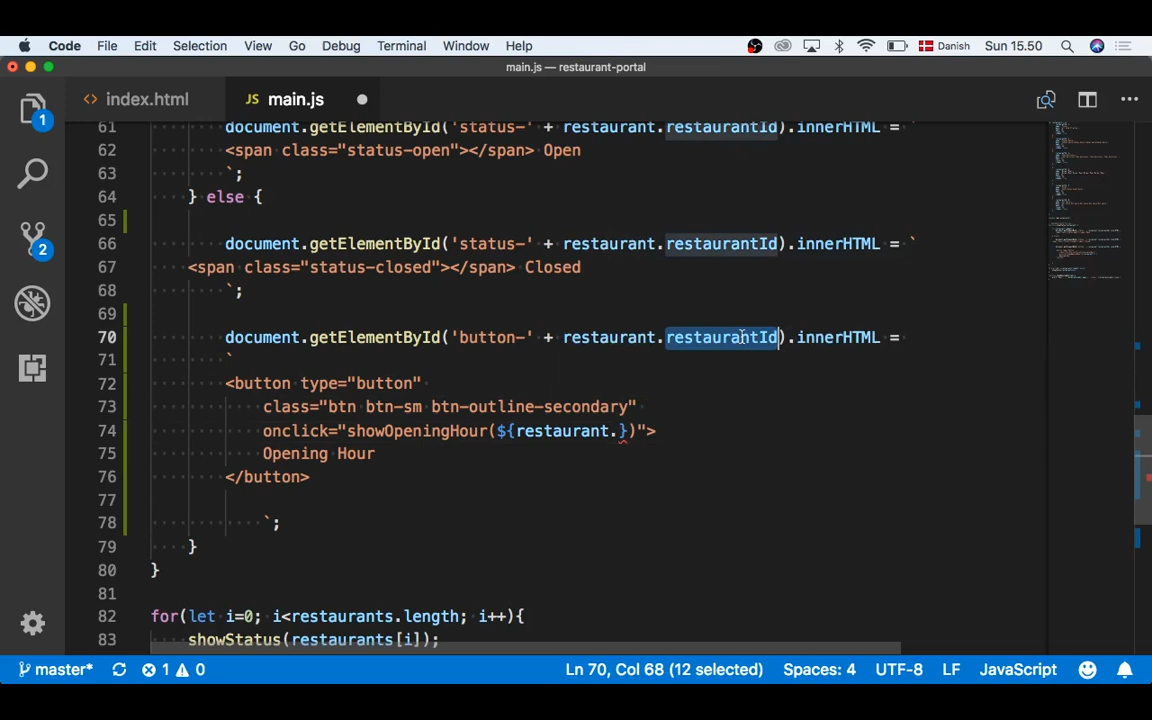 Code File Edit Selection View Go Debug Terminal Window Help Danish Sun 15.50
main.js — restaurant-portal
<> index.html JS main.js
1
2
61 document.getElementById('status-' + restaurant.restaurantId).innerHTML = `
62 <span class="status-open"></span> Open
63 `;
64 } else {
65
66 document.getElementById('status-' + restaurant.restaurantId).innerHTML = `
67 <span class="status-closed"></span> Closed
68 `;
69
70 document.getElementById('button-' + restaurant.restaurantId).innerHTML =
71 `
72 <button type="button"
73 class="btn btn-sm btn-outline-secondary"
74 onclick="showOpeningHour(${restaurant.})">
75 Opening Hour
76 </button>
77
78 `;
79 }
80 }
81
82 for(let i=0; i<restaurants.length; i++){
83 showStatus(restaurants[i]);
master* 1 0 Ln 70, Col 68 (12 selected) Spaces: 4 UTF-8 LF JavaScript